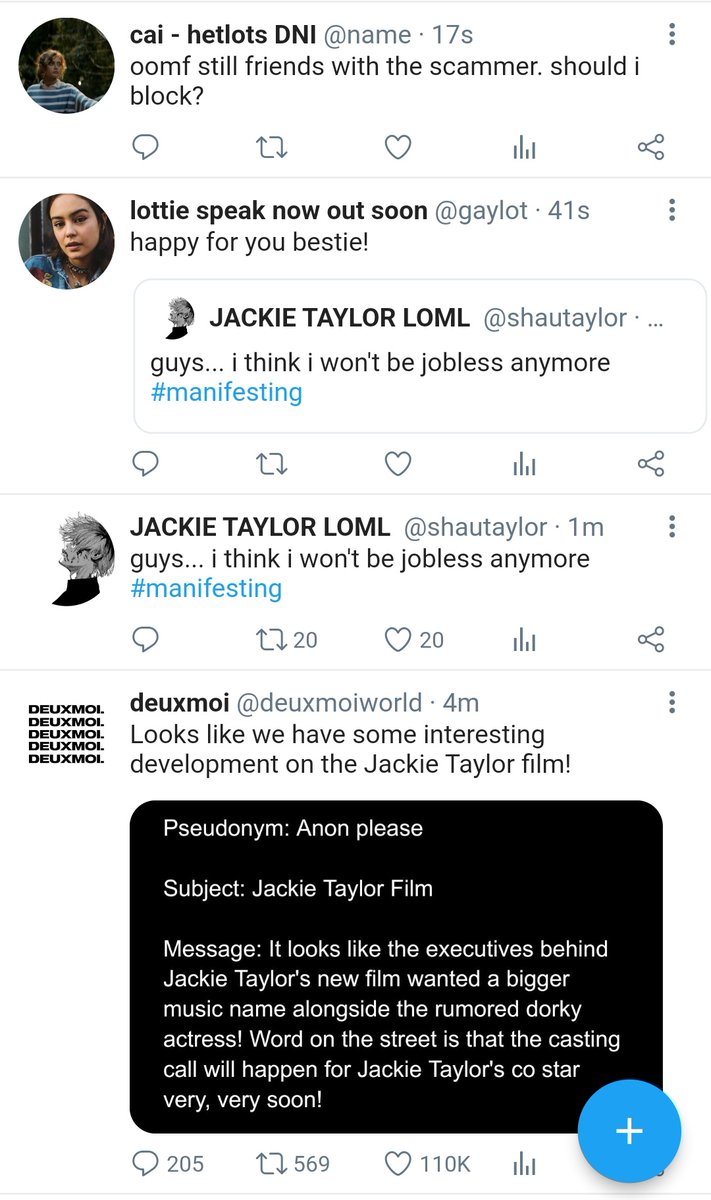 cai - hetlots DNI @name · 17s
oomf still friends with the scammer. should i
block?
lottie speak now out soon @gaylot · 41s
happy for you bestie!
JACKIE TAYLOR LOML @shautaylor · ...
guys... i think i won't be jobless anymore
#manifesting
JACKIE TAYLOR LOML @shautaylor · 1m
guys... i think i won't be jobless anymore
#manifesting
20 20
DEUXMOI.
DEUXMOI.
DEUXMOI.
DEUXMOI.
DEUXMOI.
deuxmoi @deuxmoiworld · 4m
Looks like we have some interesting
development on the Jackie Taylor film!
Pseudonym: Anon please
Subject: Jackie Taylor Film
Message: It looks like the executives behind
Jackie Taylor's new film wanted a bigger
music name alongside the rumored dorky
actress! Word on the street is that the casting
call will happen for Jackie Taylor's co star
very, very soon!
205 569 110K